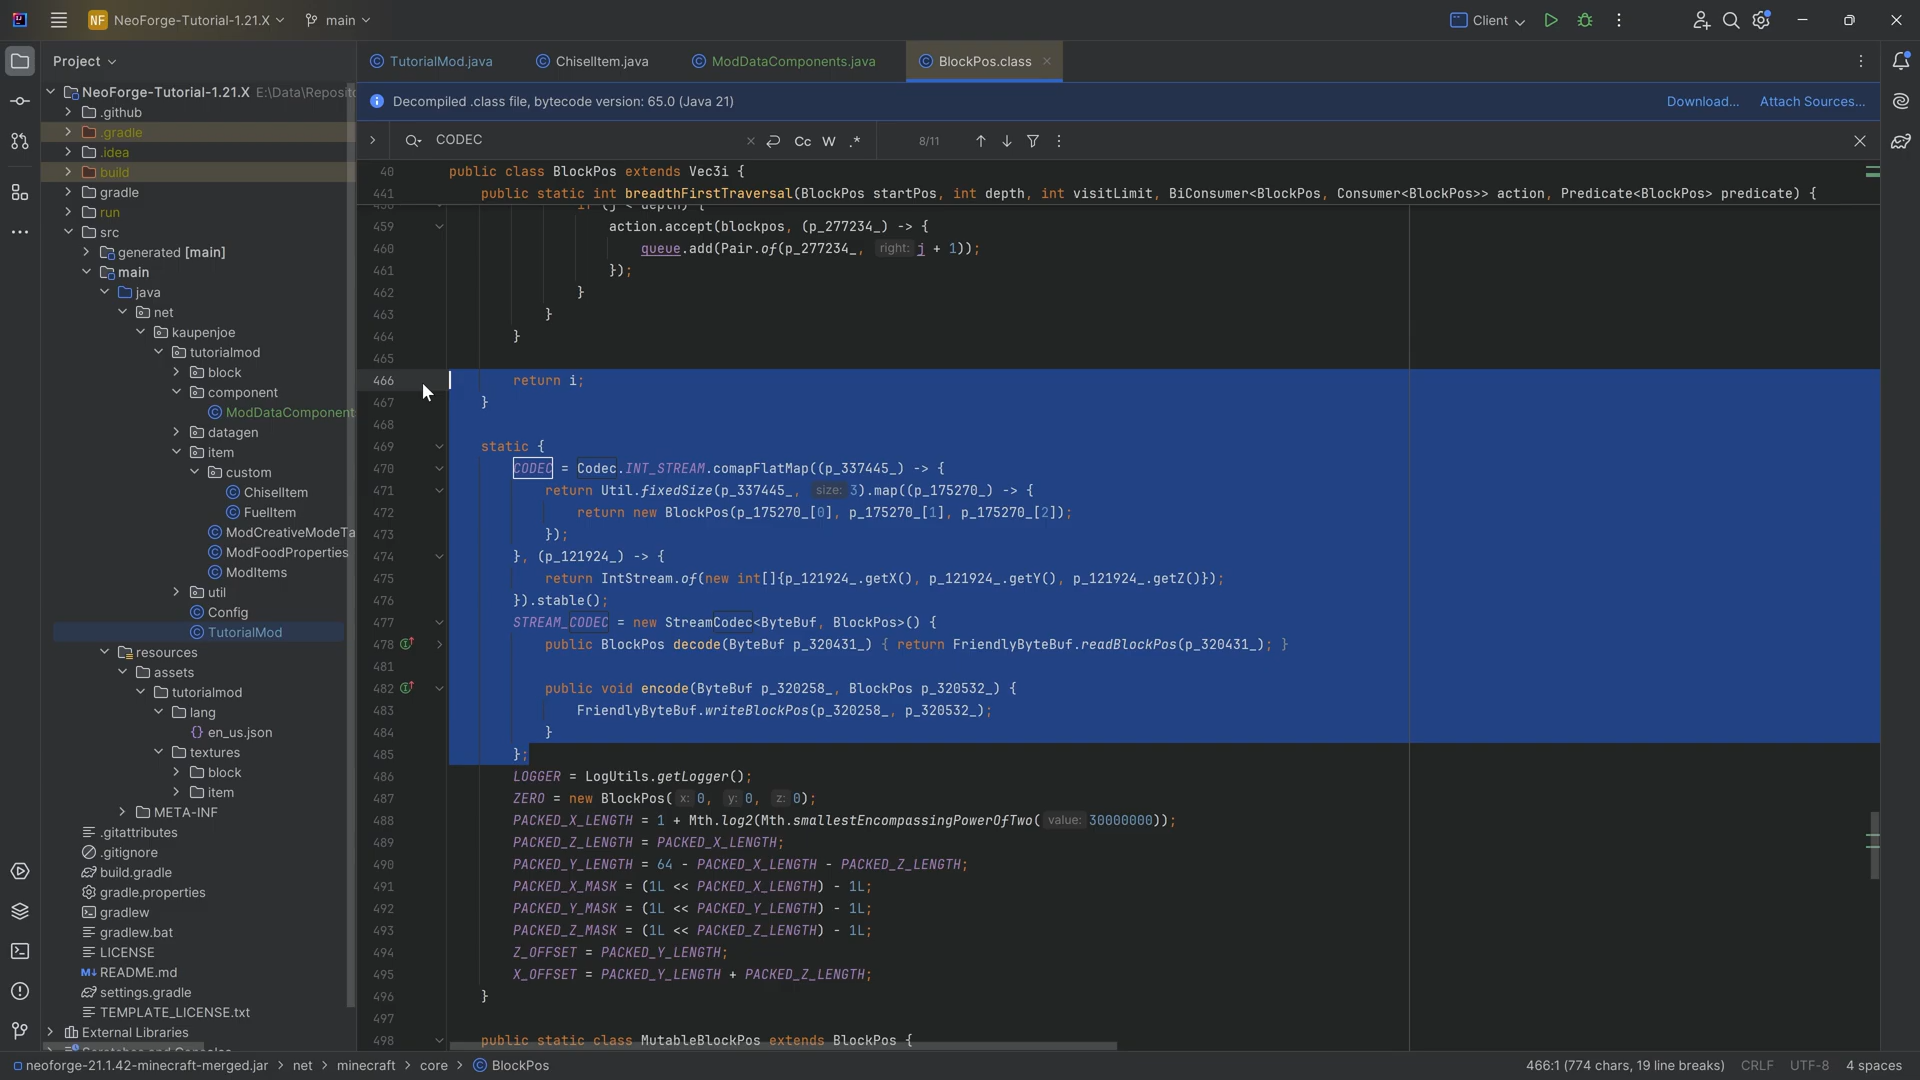 NF NeoForge-Tutorial-1.21.X main Client
Project
TutorialMod.java ChiselItem.java ModDataComponents.java BlockPos.class
NeoForge-Tutorial-1.21.X E:\Data\Reposito
.github
.gradle
.idea
build
gradle
run
src
generated [main]
main
java
net
kaupenjoe
tutorialmod
block
component
ModDataComponent
datagen
item
custom
ChiselItem
FuelItem
ModCreativeModeTa
ModFoodProperties
ModItems
util
Config
TutorialMod
resources
assets
tutorialmod
lang
en_us.json
textures
block
item
META-INF
.gitattributes
.gitignore
build.gradle
gradle.properties
gradlew
gradlew.bat
LICENSE
README.md
settings.gradle
TEMPLATE_LICENSE.txt
External Libraries
Decompiled .class file, bytecode version: 65.0 (Java 21) Download... Attach Sources...
CODEC Cc W .* 8/11
40 public class BlockPos extends Vec3i {
441 public static int breadthFirstTraversal(BlockPos startPos, int depth, int visitLimit, BiConsumer<BlockPos, Consumer<BlockPos>> action, Predicate<BlockPos> predicate) {
459 action.accept(blockpos, (p_277234_) -> {
460 queue.add(Pair.of(p_277234_, right: j + 1));
461 });
462 }
463 }
464 }
465
466 return i;
467 }
468
469 static {
470 CODEC = Codec.INT_STREAM.comapFlatMap((p_337445_) -> {
471 return Util.fixedSize(p_337445_, size: 3).map((p_175270_) -> {
472 return new BlockPos(p_175270_[0], p_175270_[1], p_175270_[2]);
473 });
474 }, (p_121924_) -> {
475 return IntStream.of(new int[]{p_121924_.getX(), p_121924_.getY(), p_121924_.getZ()});
476 }).stable();
477 STREAM_CODEC = new StreamCodec<ByteBuf, BlockPos>() {
478 public BlockPos decode(ByteBuf p_320431_) { return FriendlyByteBuf.readBlockPos(p_320431_); }
481
482 public void encode(ByteBuf p_320258_, BlockPos p_320532_) {
483 FriendlyByteBuf.writeBlockPos(p_320258_, p_320532_);
484 }
485 };
486 LOGGER = LogUtils.getLogger();
487 ZERO = new BlockPos( x: 0, y: 0, z: 0);
488 PACKED_X_LENGTH = 1 + Mth.log2(Mth.smallestEncompassingPowerOfTwo( value: 30000000));
489 PACKED_Z_LENGTH = PACKED_X_LENGTH;
490 PACKED_Y_LENGTH = 64 - PACKED_X_LENGTH - PACKED_Z_LENGTH;
491 PACKED_X_MASK = (1L << PACKED_X_LENGTH) - 1L;
492 PACKED_Y_MASK = (1L << PACKED_Y_LENGTH) - 1L;
493 PACKED_Z_MASK = (1L << PACKED_Z_LENGTH) - 1L;
494 Z_OFFSET = PACKED_Y_LENGTH;
495 X_OFFSET = PACKED_Y_LENGTH + PACKED_Z_LENGTH;
496 }
497
498 public static class MutableBlockPos extends BlockPos {
neoforge-21.1.42-minecraft-merged.jar > net > minecraft > core > BlockPos 466:1 (774 chars, 19 line breaks) CRLF UTF-8 4 spaces